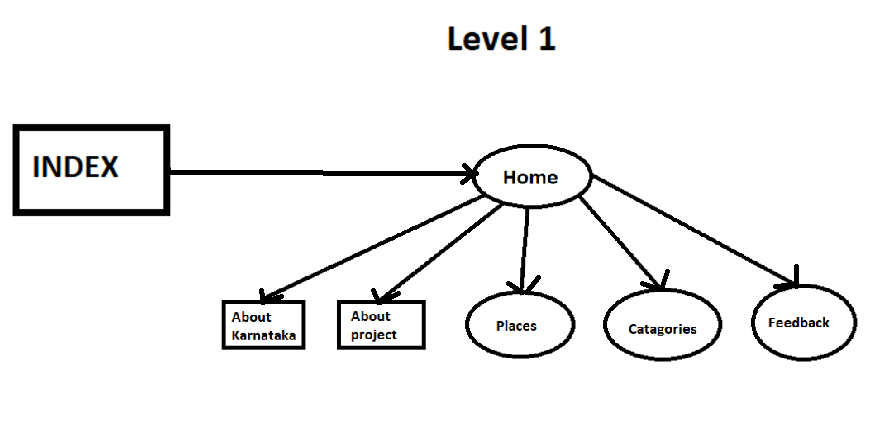 Level 1
INDEX
Home
About
Karnataka
About
project
Places
Catagories
Feedback